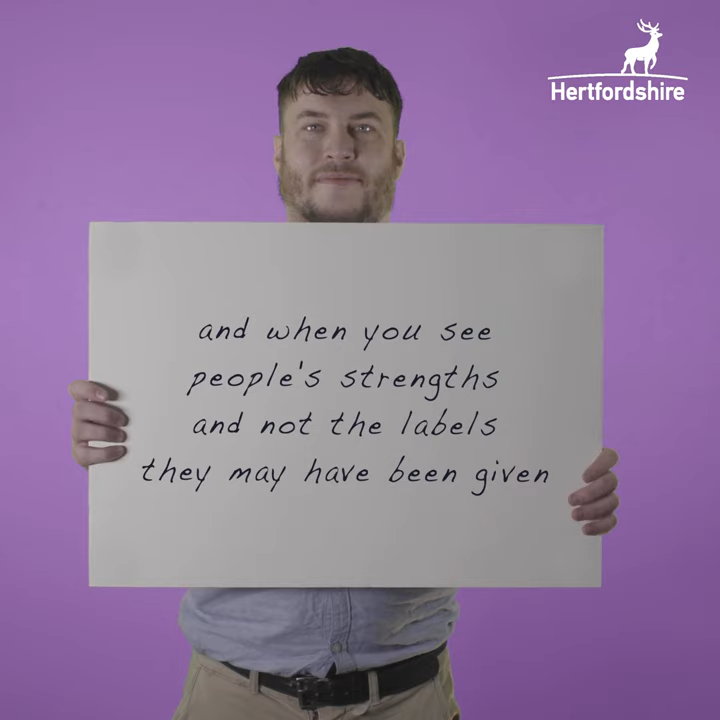 Hertfordshire
and when you see
people's strengths
and not the labels
they may have been given